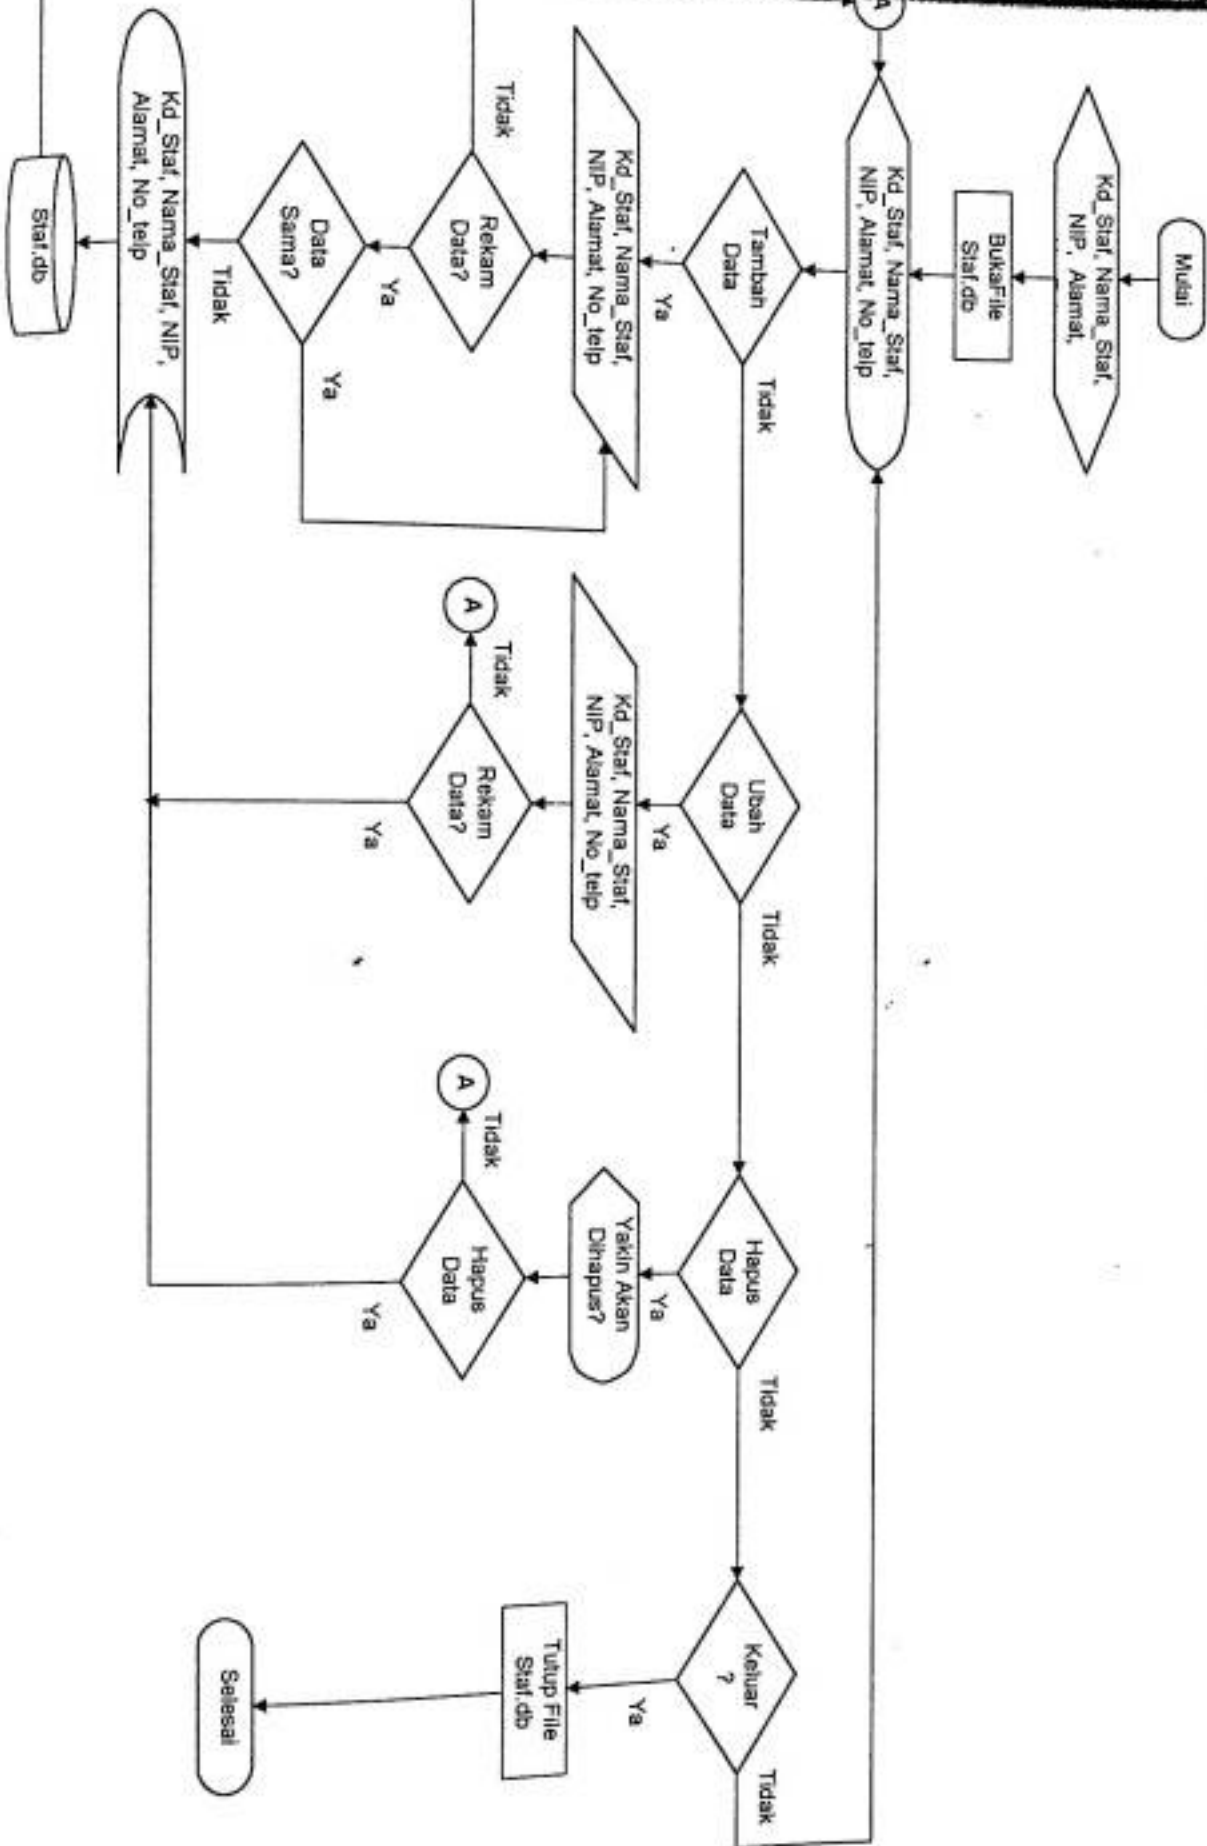 Mulai
Kd_Staf, Nama_Staf,
NIP, Alamat,
BukaFile
Staf.db
A
Kd_Staf, Nama_Staf,
NIP, Alamat, No_telp
Tambah
Data
Tidak
Ubah
Data
Tidak
Hapus
Data
Tidak
Keluar
?
Tidak
Ya
Ya
Ya
Ya
Kd_Staf, Nama_Staf,
NIP, Alamat, No_telp
Kd_Staf, Nama_Staf,
NIP, Alamat, No_telp
Yakin Akan
Dihapus?
Tutup File
Staf.db
Tidak
Rekam
Data?
Ya
A
Tidak
Rekam
Data?
Ya
A
Tidak
Hapus
Data
Ya
Data
Sama?
Ya
Tidak
Selesai
Kd_Staf, Nama_Staf, NIP,
Alamat, No_telp
Staf.db